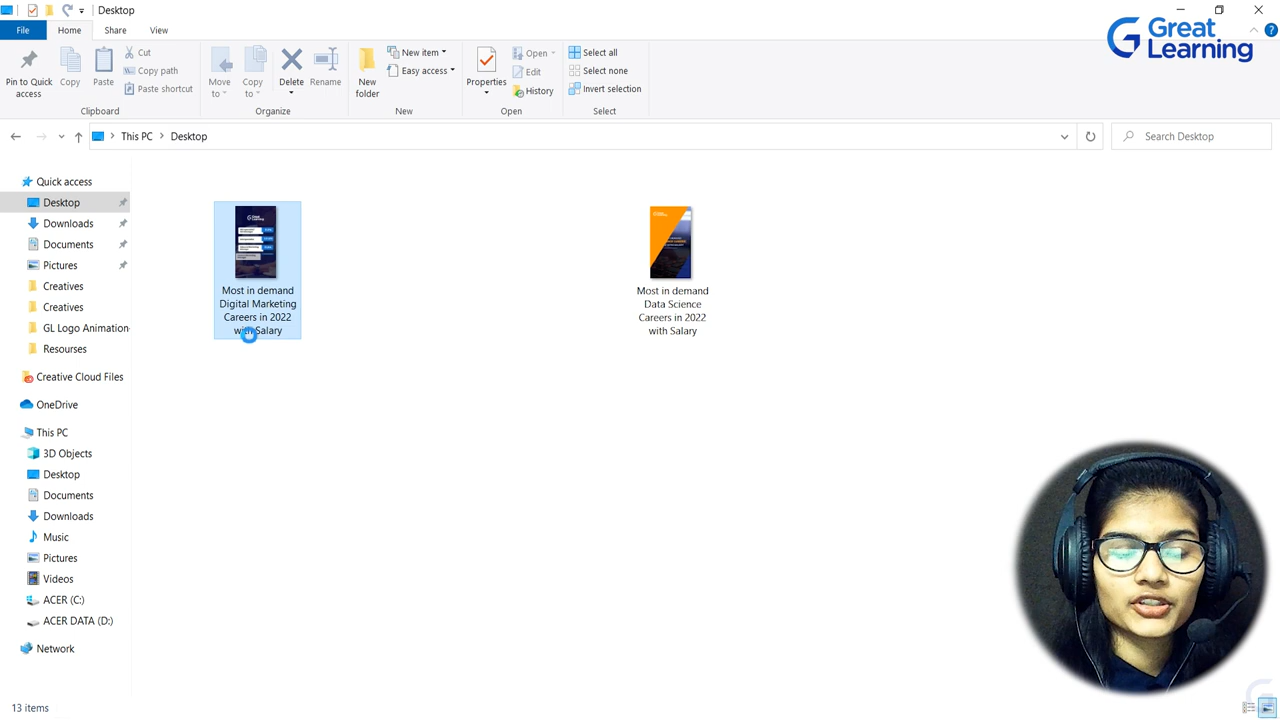 Desktop
File
Home
Share
View
Great
Learning
Pin to Quick
access
Copy
Paste
Cut
Copy path
Paste shortcut
Clipboard
Move
to
Copy
to
Delete
Rename
Organize
New
folder
New item
Easy access
New
Properties
Open
Edit
History
Open
Select all
Select none
Invert selection
Select
This PC
Desktop
Search Desktop
Quick access
Desktop
Downloads
Documents
Pictures
Creatives
Creatives
GL Logo Animation
Resourses
Creative Cloud Files
OneDrive
This PC
3D Objects
Desktop
Documents
Downloads
Music
Pictures
Videos
ACER (C:)
ACER DATA (D:)
Network
Most in demand
Digital Marketing
Careers in 2022
with Salary
Most in demand
Data Science
Careers in 2022
with Salary
13 items